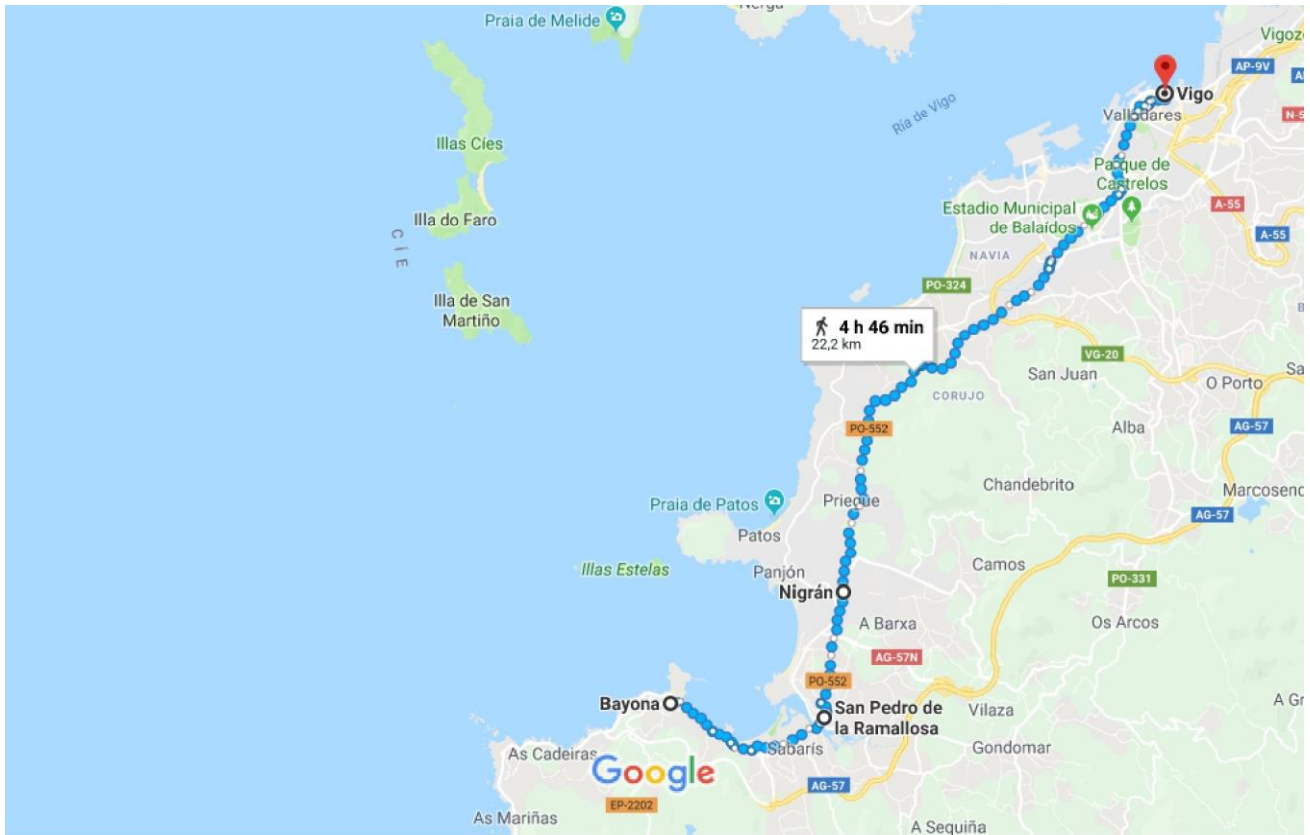 Praia de Melide
Nerga
Vigoz
AP-9V
Vigo
Ría de Vigo
Valladares
N-5
Illas Cíes
Parque de
Castrelos
A-55
Estadio Municipal
de Balaídos
Illa do Faro
A-55
C Í E
NAVIA
PO-324
Illa de San
Martiño
4 h 46 min
22,2 km
VG-20
San Juan
Sa
O Porto
CORUJO
PO-552
Alba
AG-57
Chandebrito
Marcosend
Praia de Patos
Priegue
AG-57
Patos
Illas Estelas
Panjón
Camos
PO-331
Nigrán
A Barxa
Os Arcos
AG-57N
PO-552
Bayona
San Pedro de
la Ramallosa
Vilaza
A Gr
As Cadeiras
Sabarís
Gondomar
Google
AG-57
EP-2202
As Mariñas
A Sequiña